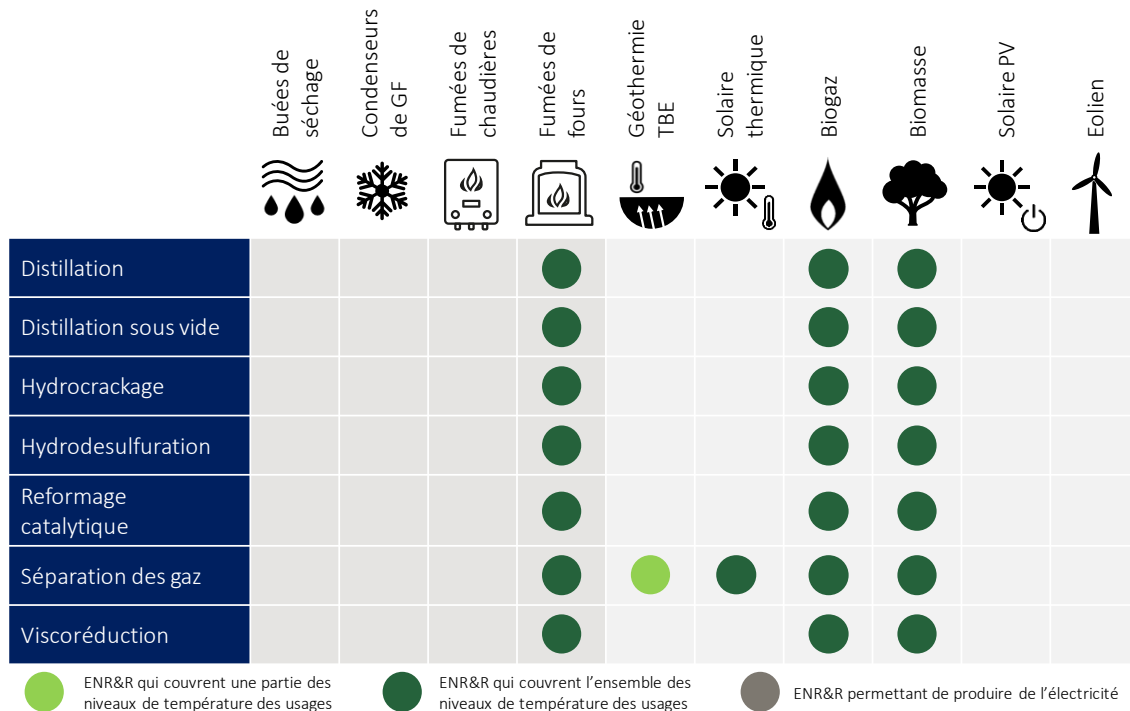 Buées de
séchage
Condenseurs
de GF
Fumées de
chaudières
Fumées de
fours
Géothermie
TBE
Solaire
thermique
Biogaz
Biomasse
Solaire PV
Eolien
Distillation
Distillation sous vide
Hydrocrackage
Hydrodesulfuration
Reformage
catalytique
Séparation des gaz
Viscoréduction
ENR&R qui couvrent une partie des
niveaux de température des usages
ENR&R qui couvrent l’ensemble des
niveaux de température des usages
ENR&R permettant de produire de l’électricité